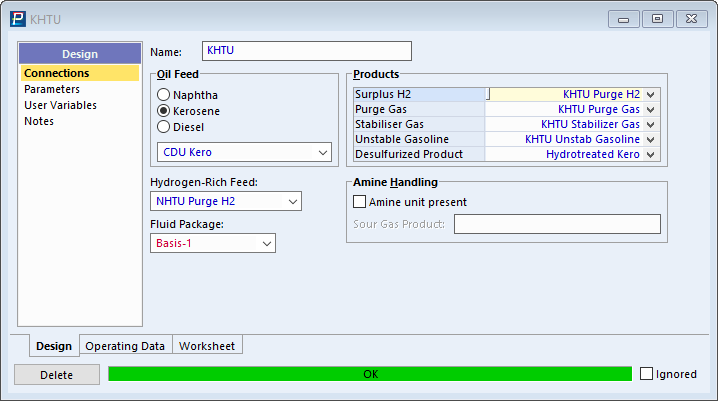 KHTU
Design
Connections
Parameters
User Variables
Notes
Name: KHTU
Oil Feed
Naphtha
Kerosene
Diesel
CDU Kero
Hydrogen-Rich Feed:
NHTU Purge H2
Fluid Package:
Basis-1
Products
Surplus H2 KHTU Purge H2
Purge Gas KHTU Purge Gas
Stabiliser Gas KHTU Stabilizer Gas
Unstable Gasoline KHTU Unstab Gasoline
Desulfurized Product Hydrotreated Kero
Amine Handling
Amine unit present
Sour Gas Product:
Design Operating Data Worksheet
Delete OK Ignored